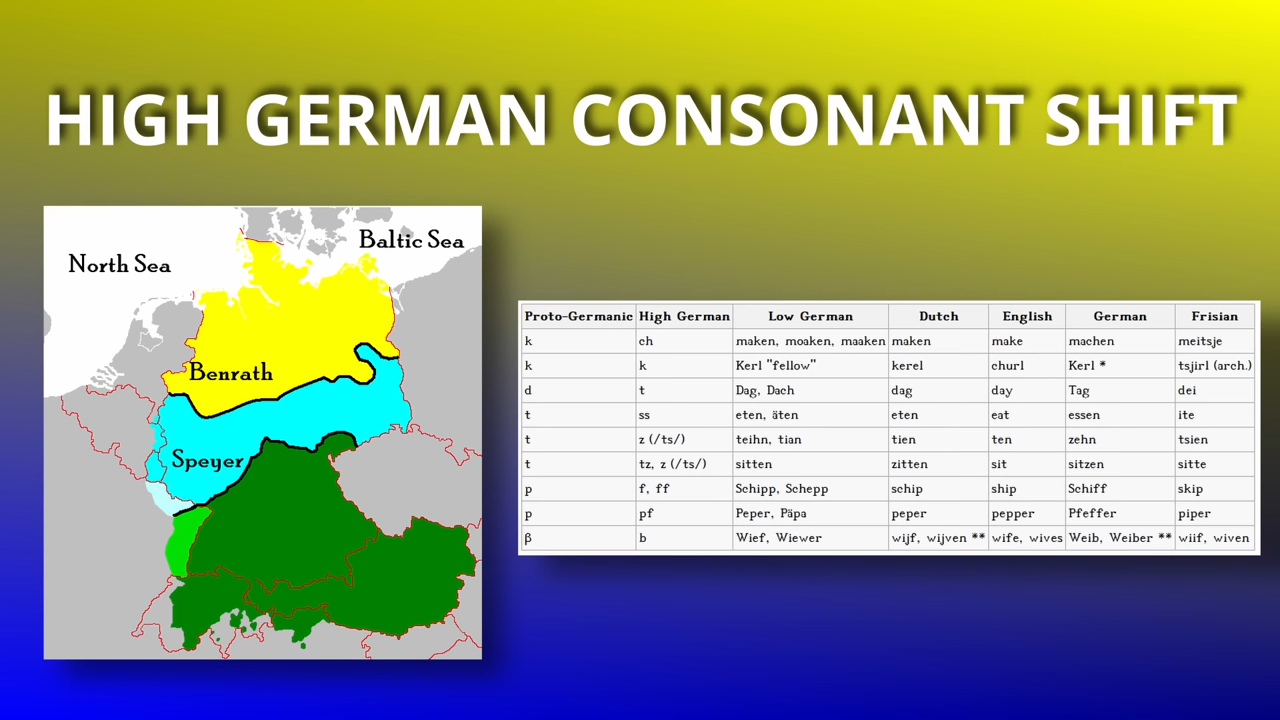 HIGH GERMAN CONSONANT SHIFT
North Sea
Baltic Sea
Benrath
Speyer
Proto-Germanic High German Low German Dutch English German Frisian
k ch maken, moaken, maaken maken make machen meitsje
k k Kerl "fellow" kerel churl Kerl * tsjirl (arch.)
d t Dag, Dach dag day Tag dei
t ss eten, äten eten eat essen ite
t z (/ts/) teihn, tian tien ten zehn tsien
t tz, z (/ts/) sitten zitten sit sitzen sitte
p f, ff Schipp, Schepp schip ship Schiff skip
p pf Peper, Päpa peper pepper Pfeffer piper
β b Wief, Wiewer wijf, wijven ** wife, wives Weib, Weiber ** wiif, wiven